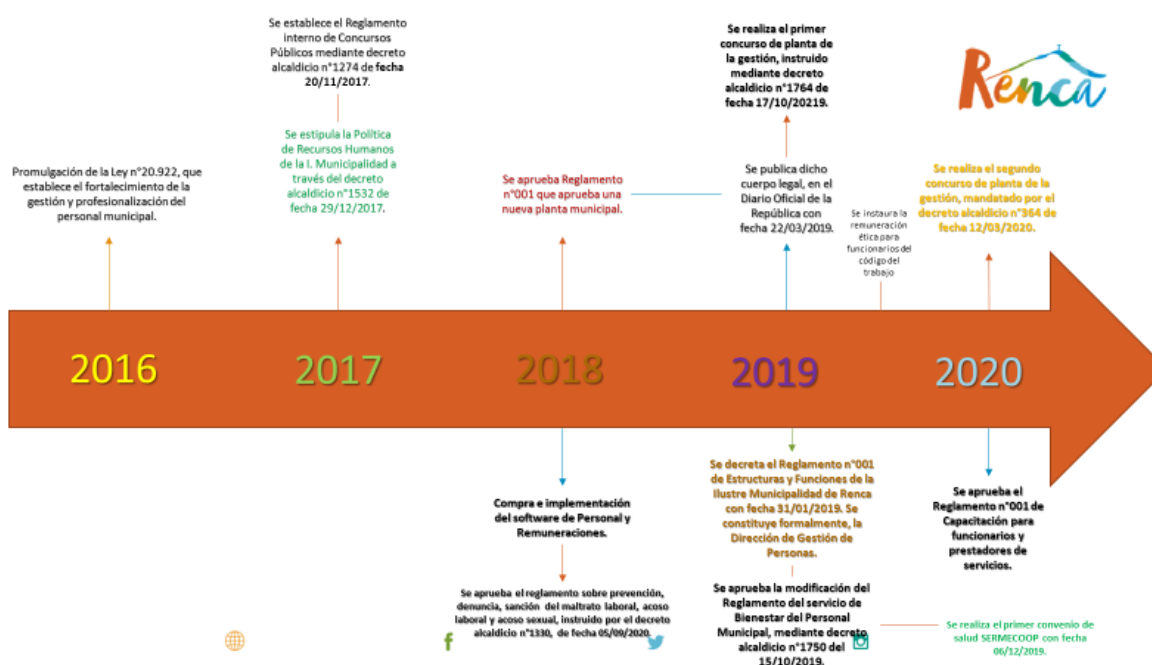 Se establece el Reglamento
interno de Concursos
Públicos mediante decreto
alcaldicio n°1274 de fecha
20/11/2017.
Se realiza el primer
concurso de planta de
la gestión, instruido
mediante decreto
alcaldicio n°1764 de
fecha 17/10/20219.
Renca
Promulgación de la Ley n°20.922, que
establece el fortalecimiento de la
gestión y profesionalización del
personal municipal.
Se estipula la Política
de Recursos Humanos
de la I. Municipalidad a
través del decreto
alcaldicio n°1532 de
fecha 29/12/2017.
Se aprueba Reglamento
n°001 que aprueba una
nueva planta municipal.
Se publica dicho
cuerpo legal, en el
Diario Oficial de la
República con
fecha 22/03/2019.
Se instaura la
remuneración
ética para
funcionarios del
código del
trabajo
Se realiza el segundo
concurso de planta de la
gestión, mandatado por el
decreto alcaldicio n°364 de
fecha 12/03/2020.
2016
2017
2018
2019
2020
Compra e implementación
del software de Personal y
Remuneraciones.
Se aprueba el reglamento sobre prevención,
denuncia, sanción del maltrato laboral, acoso
laboral y acoso sexual, instruido por el decreto
alcaldicio n°1330, de fecha 05/09/2020.
Se decreta el Reglamento n°001
de Estructuras y Funciones de la
Ilustre Municipalidad de Renca
con fecha 31/01/2019. Se
constituye formalmente, la
Dirección de Gestión de
Personas.
Se aprueba la modificación del
Reglamento del servicio de
Bienestar del Personal
Municipal, mediante decreto
alcaldicio n°1750 del
15/10/2019.
Se aprueba el
Reglamento n°001 de
Capacitación para
funcionarios y
prestadores de
servicios.
Se realiza el primer convenio de
salud SERMECOOP con fecha
06/12/2019.